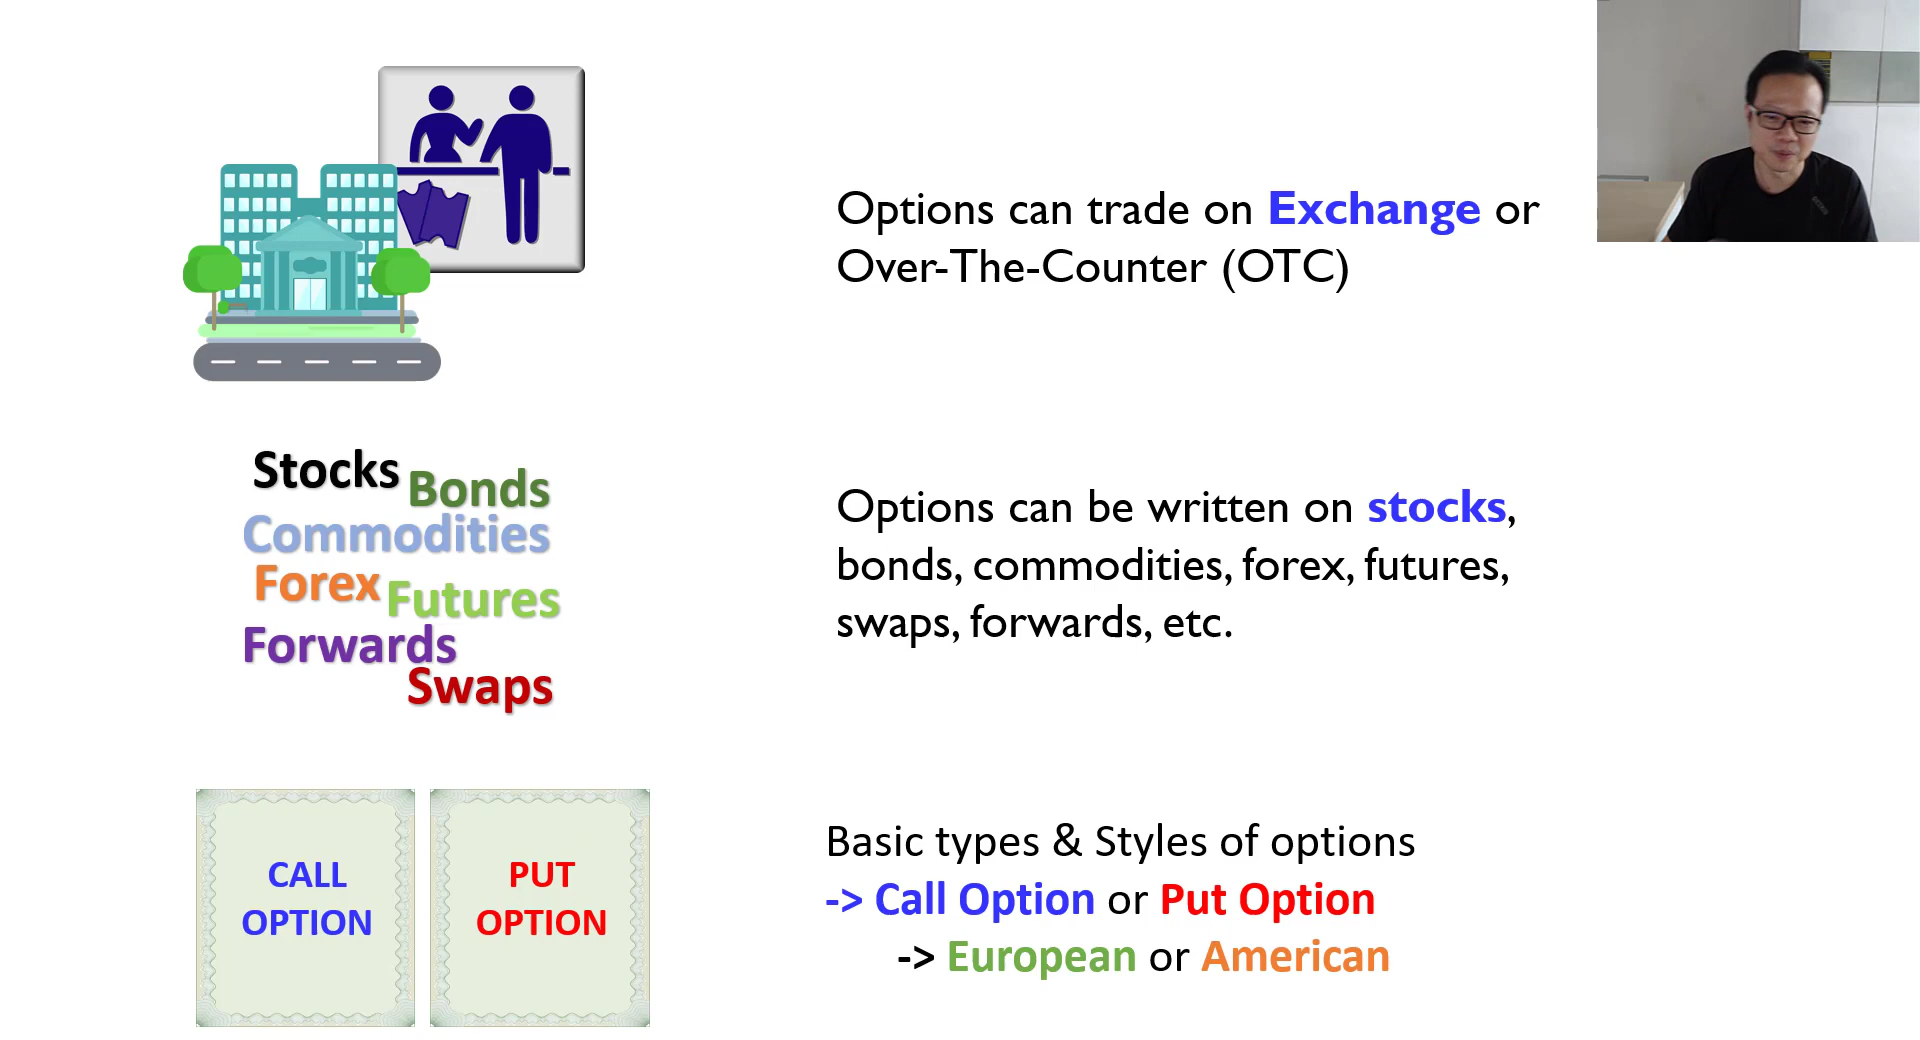 Options can trade on Exchange or
Over-The-Counter (OTC)
Stocks
Bonds
Commodities
Forex
Futures
Forwards
Swaps
Options can be written on stocks,
bonds, commodities, forex, futures,
swaps, forwards, etc.
CALL
OPTION
PUT
OPTION
Basic types & Styles of options
-> Call Option or Put Option
-> European or American